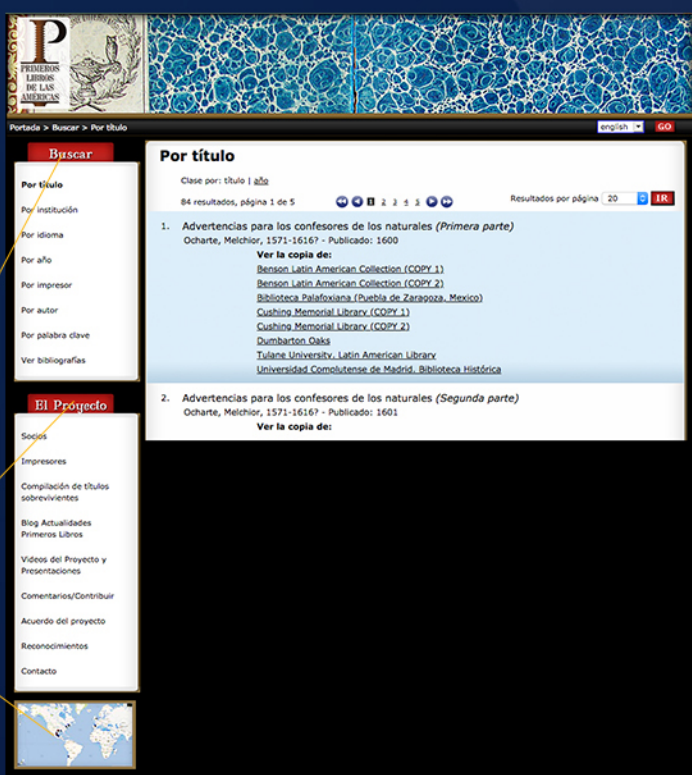 P
PRIMEROS
LIBROS
DE LAS
AMÉRICAS
Portada > Buscar > Por título
english
GO
Buscar
Por título
Por institución
Por idioma
Por año
Por impresor
Por autor
Por palabra clave
Ver bibliografías
El Proyecto
Socios
Impresores
Compilación de títulos
sobrevivientes
Blog Actualidades
Primeros Libros
Videos del Proyecto y
Presentaciones
Comentarios/Contribuir
Acuerdo del proyecto
Reconocimientos
Contacto
Por título
Clase por: título | año
84 resultados, página 1 de 5
1 2 3 4 5
Resultados por página 20 IR
1. Advertencias para los confesores de los naturales (Primera parte)
Ocharte, Melchior, 1571-1616? - Publicado: 1600
Ver la copia de:
Benson Latin American Collection (COPY 1)
Benson Latin American Collection (COPY 2)
Biblioteca Palafoxiana (Puebla de Zaragoza, Mexico)
Cushing Memorial Library (COPY 1)
Cushing Memorial Library (COPY 2)
Dumbarton Oaks
Tulane University. Latin American Library
Universidad Complutense de Madrid. Biblioteca Histórica
2. Advertencias para los confesores de los naturales (Segunda parte)
Ocharte, Melchior, 1571-1616? - Publicado: 1601
Ver la copia de: